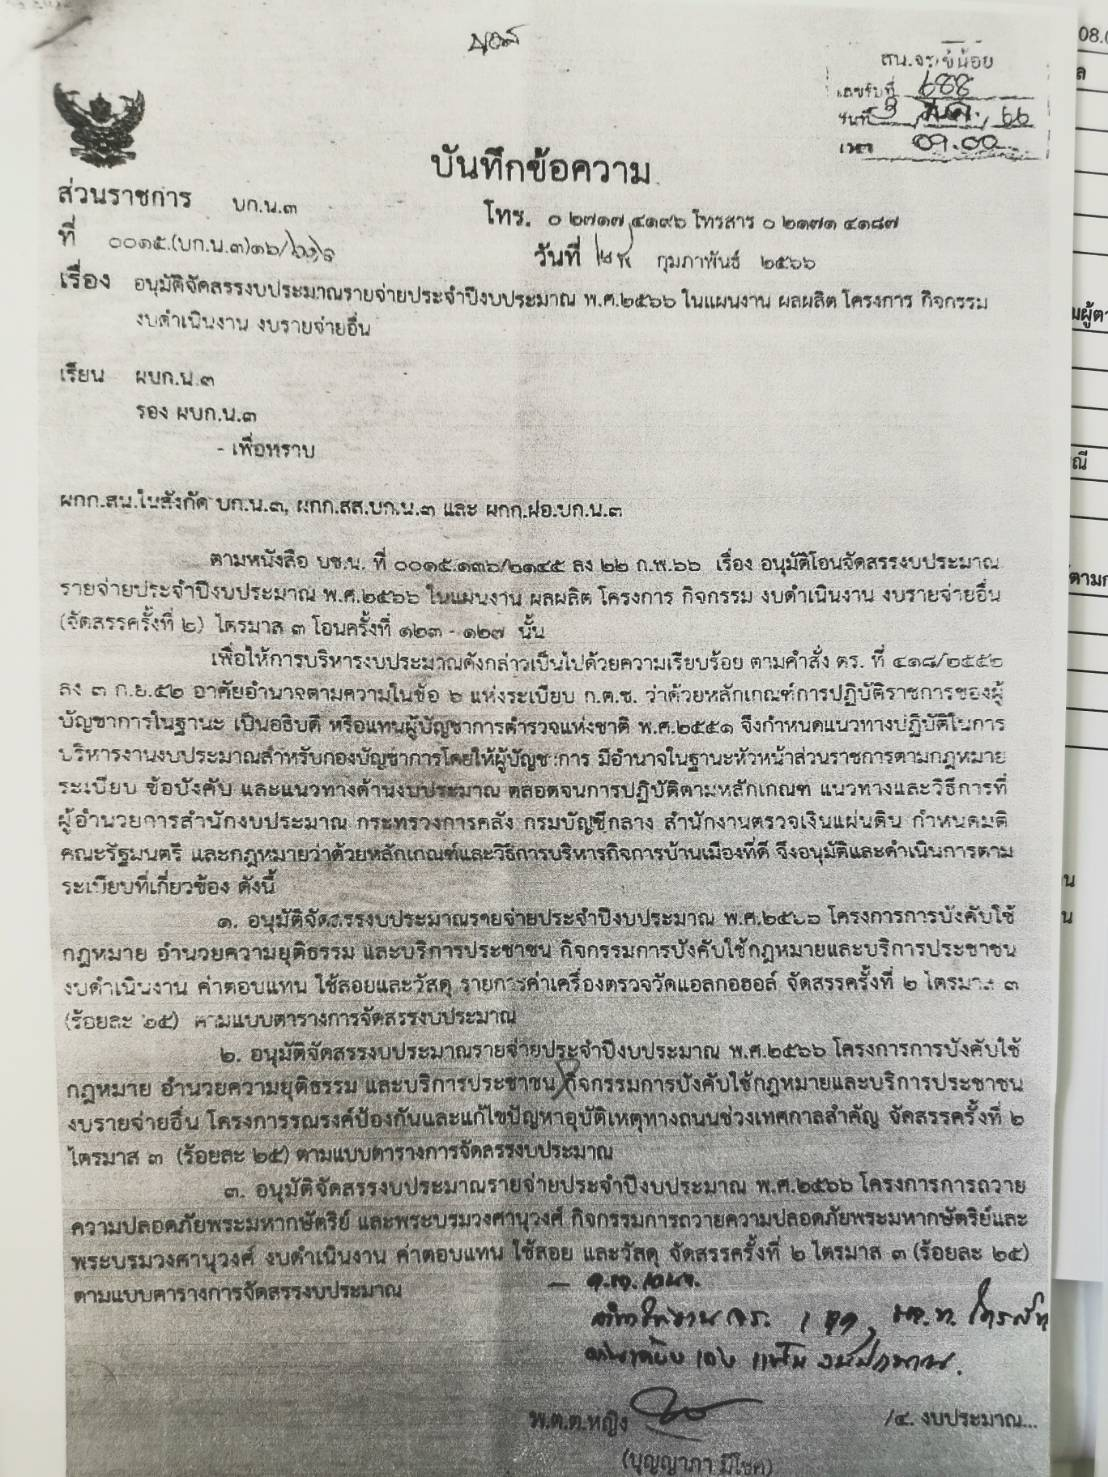 สน.จระเข้น้อย
เลขรับที่ 688
วันที่ 3 มี.ค. 66
เวลา 09.00
บันทึกข้อความ
ส่วนราชการ บก.น.๓
โทร. ๐ ๒๗๑๗ ๔๑๙๖ โทรสาร ๐ ๒๑๗๑ ๔๑๘๗
ที่ ๐๐๑๕.(บก.น.๓)๑๖/
วันที่ กุมภาพันธ์ ๒๕๖๖
เรื่อง อนุมัติจัดสรรงบประมาณรายจ่ายประจำปีงบประมาณ พ.ศ.๒๕๖๖ ในแผนงาน ผลผลิต โครงการ กิจกรรม
งบดำเนินงาน งบรายจ่ายอื่น
เรียน ผบก.น.๓
รอง ผบก.น.๓
- เพื่อทราบ
ผกก.สน.ในสังกัด บก.น.๓, ผกก.สส.บก.น.๓ และ ผกก.ฝอ.บก.น.๓
ตามหนังสือ บช.น. ที่ ๐๐๑๕.๑๓๖/๒๑๔๕ ลง ๒๒ ก.พ.๖๖ เรื่อง อนุมัติโอนจัดสรรงบประมาณ
รายจ่ายประจำปีงบประมาณ พ.ศ.๒๕๖๖ ในแผนงาน ผลผลิต โครงการ กิจกรรม งบดำเนินงาน งบรายจ่ายอื่น
(จัดสรรครั้งที่ ๒) ไตรมาส ๓ โอนครั้งที่ ๑๒๓ - ๑๒๗ นั้น
เพื่อให้การบริหารงบประมาณดังกล่าวเป็นไปด้วยความเรียบร้อย ตามคำสั่ง ตร. ที่ ๔๑๘/๒๕๕๒
ลง ๓ ก.ย.๕๒ อาศัยอำนาจตามความในข้อ ๖ แห่งระเบียบ ก.ต.ช. ว่าด้วยหลักเกณฑ์การปฏิบัติราชการของผู้
บัญชาการในฐานะ เป็นอธิบดี หรือแทนผู้บัญชาการตำรวจแห่งชาติ พ.ศ.๒๕๕๑ จึงกำหนดแนวทางปฏิบัติในการ
บริหารงานงบประมาณสำหรับกองบัญชาการโดยให้ผู้บัญชาการ มีอำนาจในฐานะหัวหน้าส่วนราชการตามกฎหมาย
ระเบียบ ข้อบังคับ และแนวทางด้านงบประมาณ ตลอดจนการปฏิบัติตามหลักเกณฑ์ แนวทางและวิธีการที่
ผู้อำนวยการสำนักงบประมาณ กระทรวงการคลัง กรมบัญชีกลาง สำนักงานตรวจเงินแผ่นดิน กำหนดมติ
คณะรัฐมนตรี และกฎหมายว่าด้วยหลักเกณฑ์และวิธีการบริหารกิจการบ้านเมืองที่ดี จึงอนุมัติและดำเนินการตาม
ระเบียบที่เกี่ยวข้อง ดังนี้
๑. อนุมัติจัดสรรงบประมาณรายจ่ายประจำปีงบประมาณ พ.ศ.๒๕๖๖ โครงการการบังคับใช้
กฎหมาย อำนวยความยุติธรรม และบริการประชาชน กิจกรรมการบังคับใช้กฎหมายและบริการประชาชน
งบดำเนินงาน ค่าตอบแทน ใช้สอยและวัสดุ รายการค่าเครื่องตรวจวัดแอลกอฮอล์ จัดสรรครั้งที่ ๒ ไตรมาส ๓
(ร้อยละ ๒๕) ตามแบบตารางการจัดสรรงบประมาณ
๒. อนุมัติจัดสรรงบประมาณรายจ่ายประจำปีงบประมาณ พ.ศ.๒๕๖๖ โครงการการบังคับใช้
กฎหมาย อำนวยความยุติธรรม และบริการประชาชน กิจกรรมการบังคับใช้กฎหมายและบริการประชาชน
งบรายจ่ายอื่น โครงการรณรงค์ป้องกันและแก้ไขปัญหาอุบัติเหตุทางถนนช่วงเทศกาลสำคัญ จัดสรรครั้งที่ ๒
ไตรมาส ๓ (ร้อยละ ๒๕) ตามแบบตารางการจัดสรรงบประมาณ
๓. อนุมัติจัดสรรงบประมาณรายจ่ายประจำปีงบประมาณ พ.ศ.๒๕๖๖ โครงการการถวาย
ความปลอดภัยพระมหากษัตริย์ และพระบรมวงศานุวงศ์ กิจกรรมการถวายความปลอดภัยพระมหากษัตริย์และ
พระบรมวงศานุวงศ์ งบดำเนินงาน ค่าตอบแทน ใช้สอย และวัสดุ จัดสรรครั้งที่ ๒ ไตรมาส ๓ (ร้อยละ ๒๕)
ตามแบบตารางการจัดสรรงบประมาณ
พ.ต.ต.หญิง
/๔. งบประมาณ...
(บุญญาภา มีโชค)